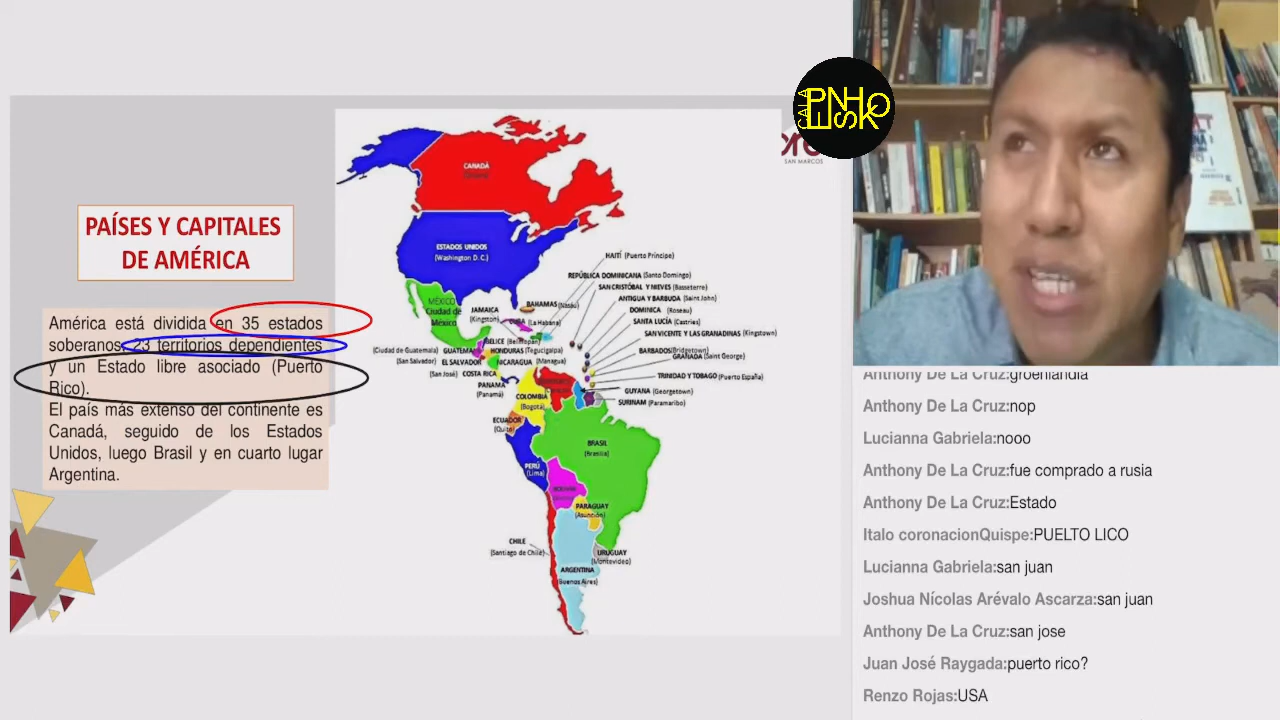 PAÍSES Y CAPITALES
DE AMÉRICA
América está dividida en 35 estados
soberanos, 23 territorios dependientes
y un Estado libre asociado (Puerto
Rico).
El país más extenso del continente es
Canadá, seguido de los Estados
Unidos, luego Brasil y en cuarto lugar
Argentina.
CANADÁ
ESTADOS UNIDOS
(Washington D.C.)
MÉXICO
Ciudad de
México
HAITÍ (Puerto Príncipe)
REPÚBLICA DOMINICANA (Santo Domingo)
SAN CRISTÓBAL Y NIEVES (Basseterre)
ANTIGUA Y BARBUDA (Saint John)
DOMINICA (Roseau)
SANTA LUCÍA (Castries)
SAN VICENTE Y LAS GRANADINAS (Kingstown)
BARBADOS (Bridgetown)
GRANADA (Saint George)
TRINIDAD Y TOBAGO (Puerto España)
GUYANA (Georgetown)
SURINAM (Paramaribo)
BAHAMAS (Nasáu)
JAMAICA
(Kingston)
CUBA (La Habana)
BELICE (Belmopan)
(Ciudad de Guatemala) GUATEMALA
HONDURAS (Tegucigalpa)
(San Salvador) EL SALVADOR
NICARAGUA (Managua)
(San José) COSTA RICA
PANAMÁ
(Panamá)
COLOMBIA
(Bogotá)
ECUADOR
(Quito)
PERÚ
(Lima)
BRASIL
(Brasilia)
BOLIVIA
PARAGUAY
(Asunción)
CHILE
(Santiago de Chile)
URUGUAY
(Montevideo)
ARGENTINA
(Buenos Aires)
SAN MARCOS
CALA
PEN
SKHO
Anthony De La Cruz:groenlandia
Anthony De La Cruz:nop
Lucianna Gabriela:nooo
Anthony De La Cruz:fue comprado a rusia
Anthony De La Cruz:Estado
Italo coronacionQuispe:PUELTO LICO
Lucianna Gabriela:san juan
Joshua Nícolas Arévalo Ascarza:san juan
Anthony De La Cruz:san jose
Juan José Raygada:puerto rico?
Renzo Rojas:USA